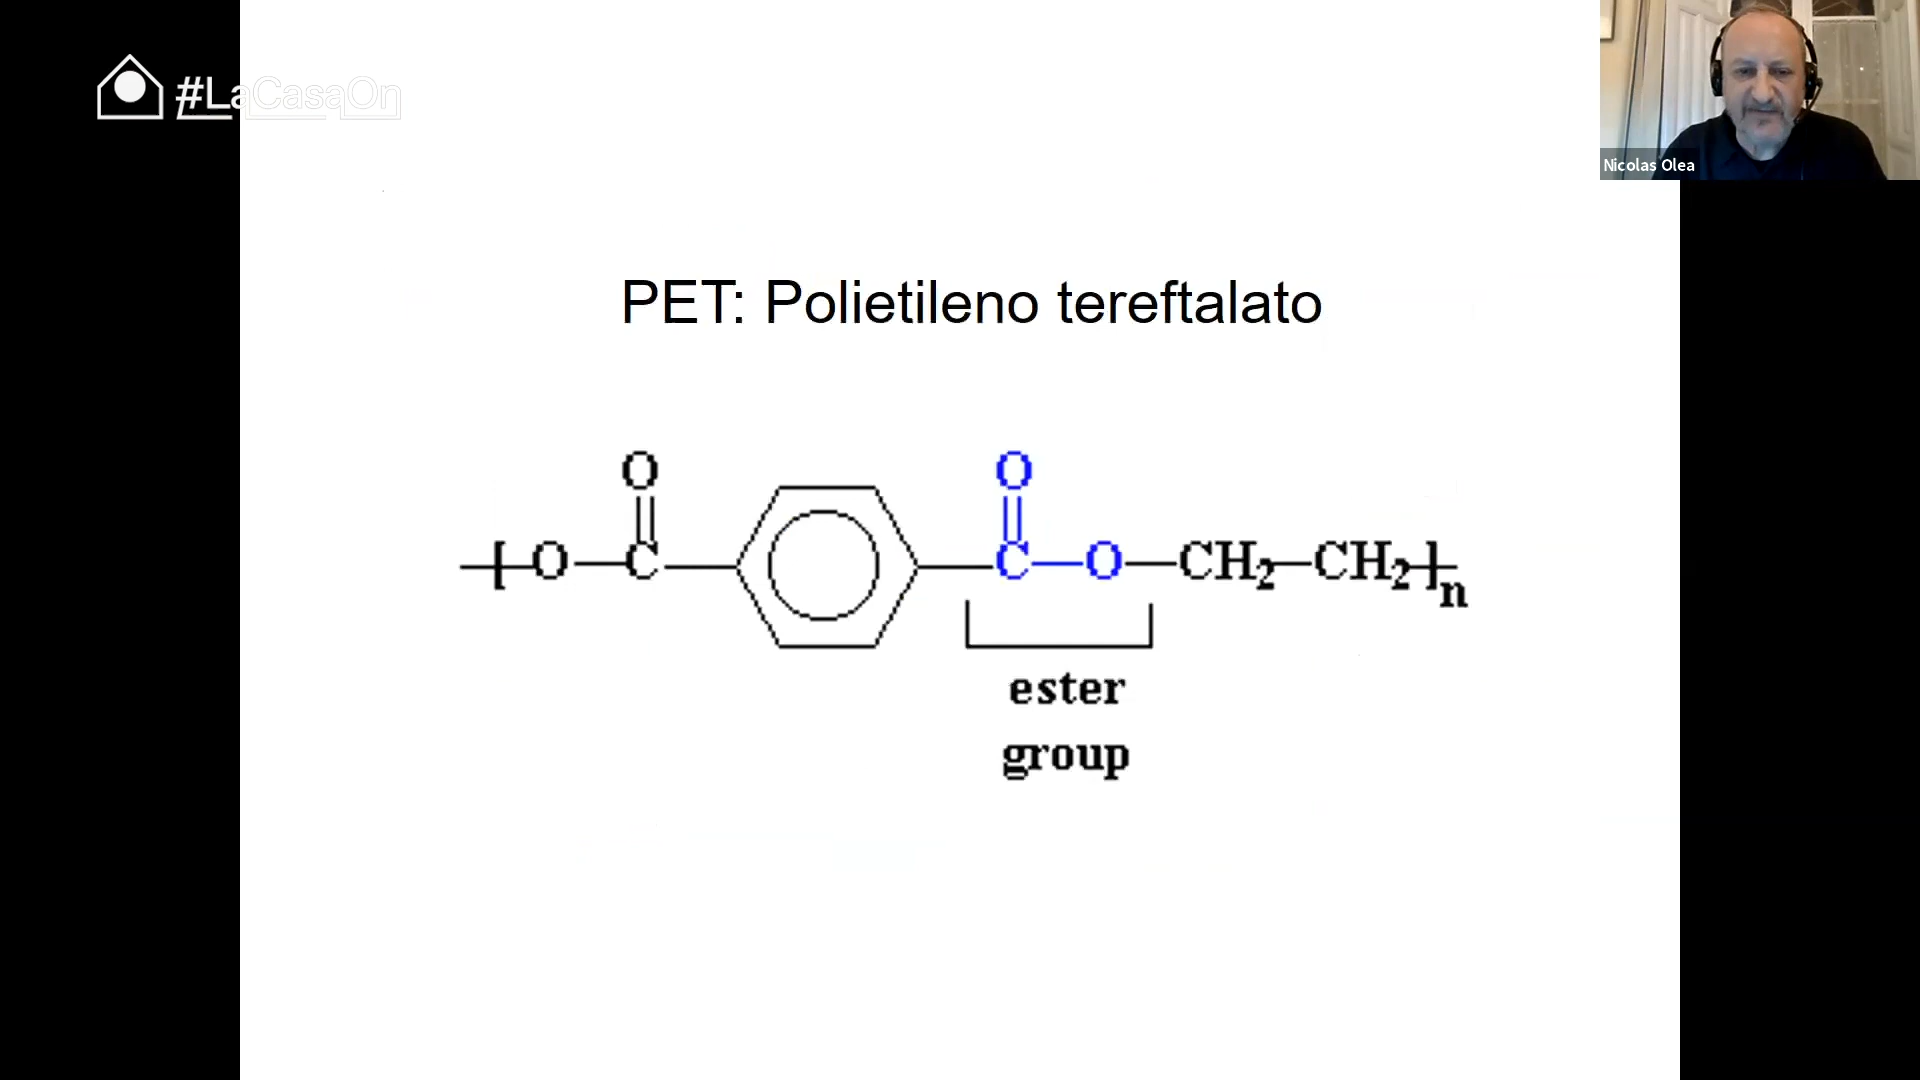 #LaCasaOn
Nicolas Olea
PET: Polietileno tereftalato
O O
[O—C C—O—CH2—CH2]n
ester
group